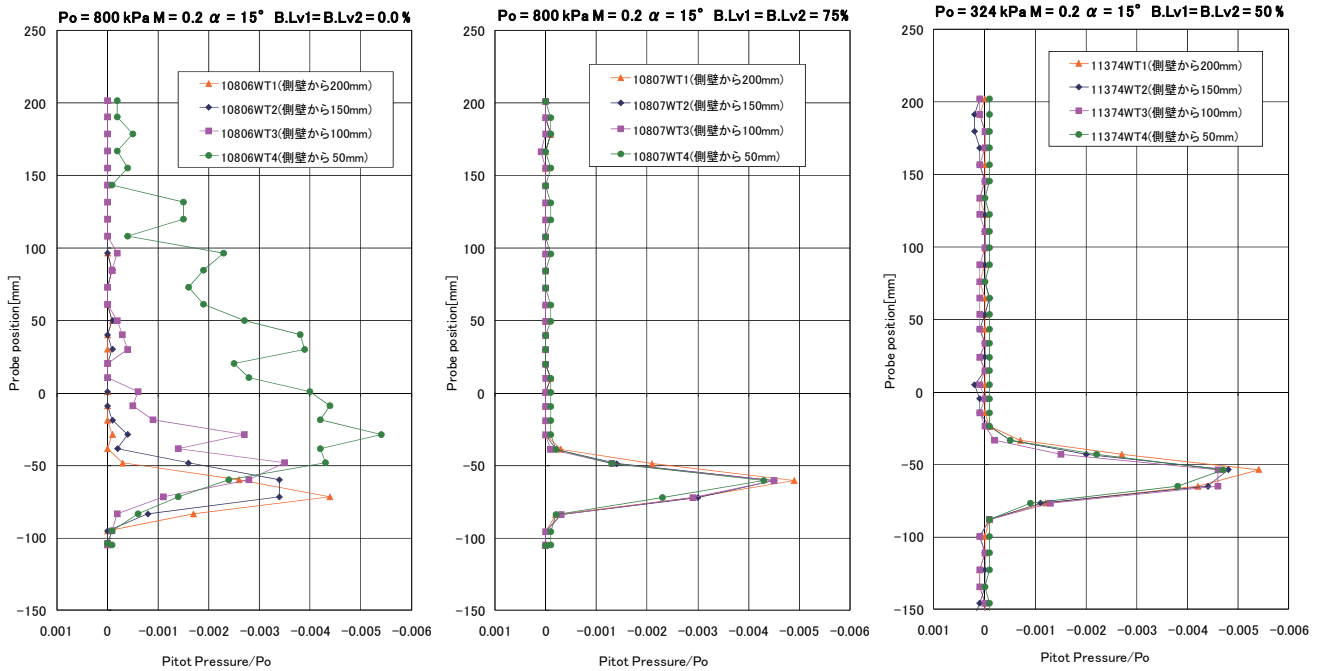 Po = 800 kPa M = 0.2 α = 15° B.Lv1= B.Lv2 = 0.0 %
250
200
150
100
50
0
-50
-100
-150
Probe position[mm]
10806WT1(側壁から200mm)
10806WT2(側壁から150mm)
10806WT3(側壁から100mm)
10806WT4(側壁から 50mm)
0.001 0 -0.001 -0.002 -0.003 -0.004 -0.005 -0.006
Pitot Pressure/Po
Po = 800 kPa M = 0.2 α = 15° B.Lv1= B.Lv2 = 75%
250
200
150
100
50
0
-50
-100
-150
Probe position[mm]
10807WT1(側壁から200mm)
10807WT2(側壁から150mm)
10807WT3(側壁から100mm)
10807WT4(側壁から 50mm)
0.001 0 -0.001 -0.002 -0.003 -0.004 -0.005 -0.006
Pitot Pressure/Po
Po = 324 kPa M = 0.2 α = 15° B.Lv1= B.Lv2 = 50 %
250
200
150
100
50
0
-50
-100
-150
Probe position[mm]
11374WT1(側壁から200mm)
11374WT2(側壁から150mm)
11374WT3(側壁から100mm)
11374WT4(側壁から 50mm)
0.001 0 -0.001 -0.002 -0.003 -0.004 -0.005 -0.006
Pitot Pressure/Po